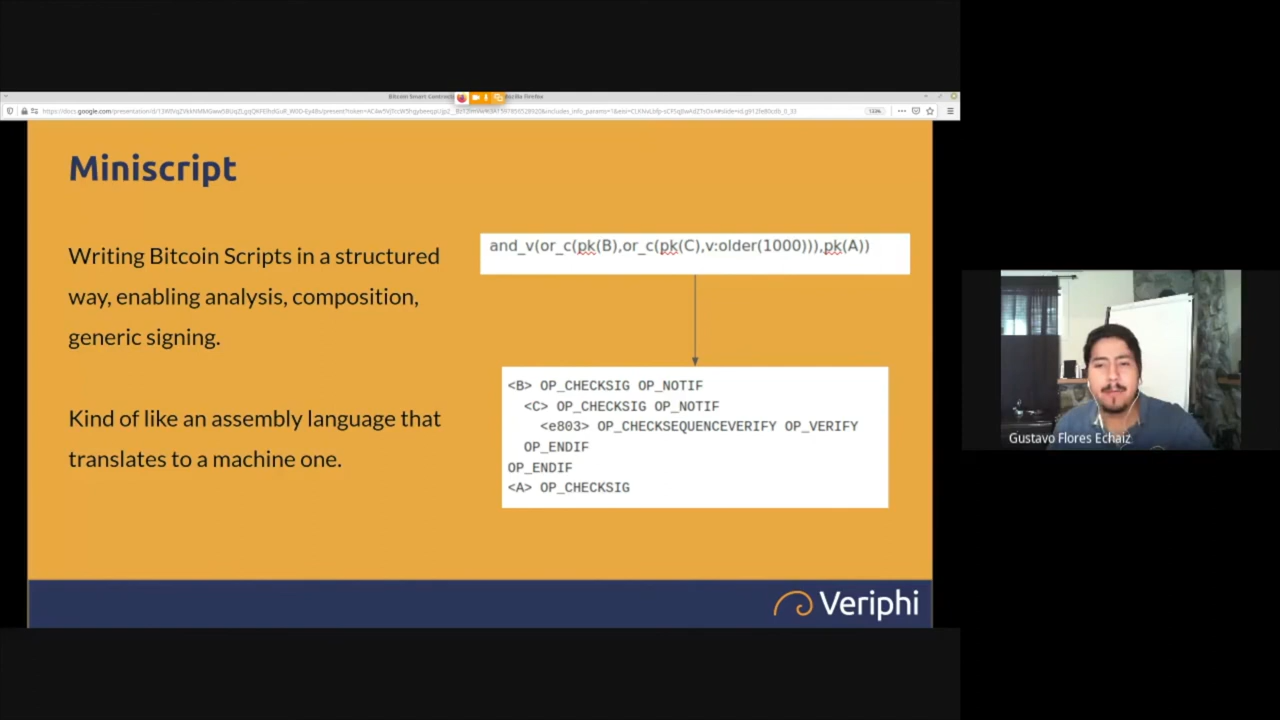 Miniscript
Writing Bitcoin Scripts in a structured
way, enabling analysis, composition,
generic signing.
Kind of like an assembly language that
translates to a machine one.
and_v(or_c(pk(B),or_c(pk(C),v:older(1000))),pk(A))
<B> OP_CHECKSIG OP_NOTIF
<C> OP_CHECKSIG OP_NOTIF
<e803> OP_CHECKSEQUENCEVERIFY OP_VERIFY
OP_ENDIF
OP_ENDIF
<A> OP_CHECKSIG
Veriphi
Gustavo Flores Echaiz